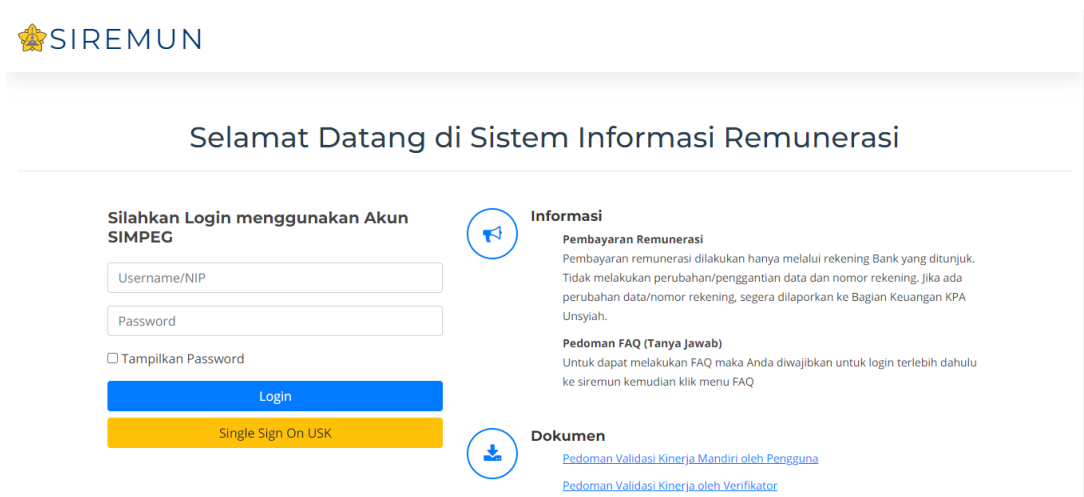 SIREMUN
Selamat Datang di Sistem Informasi Remunerasi
Silahkan Login menggunakan Akun
SIMPEG
Username/NIP
Password
Tampilkan Password
Login
Single Sign On USK
Informasi
Pembayaran Remunerasi
Pembayaran remunerasi dilakukan hanya melalui rekening Bank yang ditunjuk.
Tidak melakukan perubahan/penggantian data dan nomor rekening. Jika ada
perubahan data/nomor rekening, segera dilaporkan ke Bagian Keuangan KPA
Unsyiah.
Pedoman FAQ (Tanya Jawab)
Untuk dapat melakukan FAQ maka Anda diwajibkan untuk login terlebih dahulu
ke siremun kemudian klik menu FAQ
Dokumen
Pedoman Validasi Kinerja Mandiri oleh Pengguna
Pedoman Validasi Kinerja oleh Verifikator